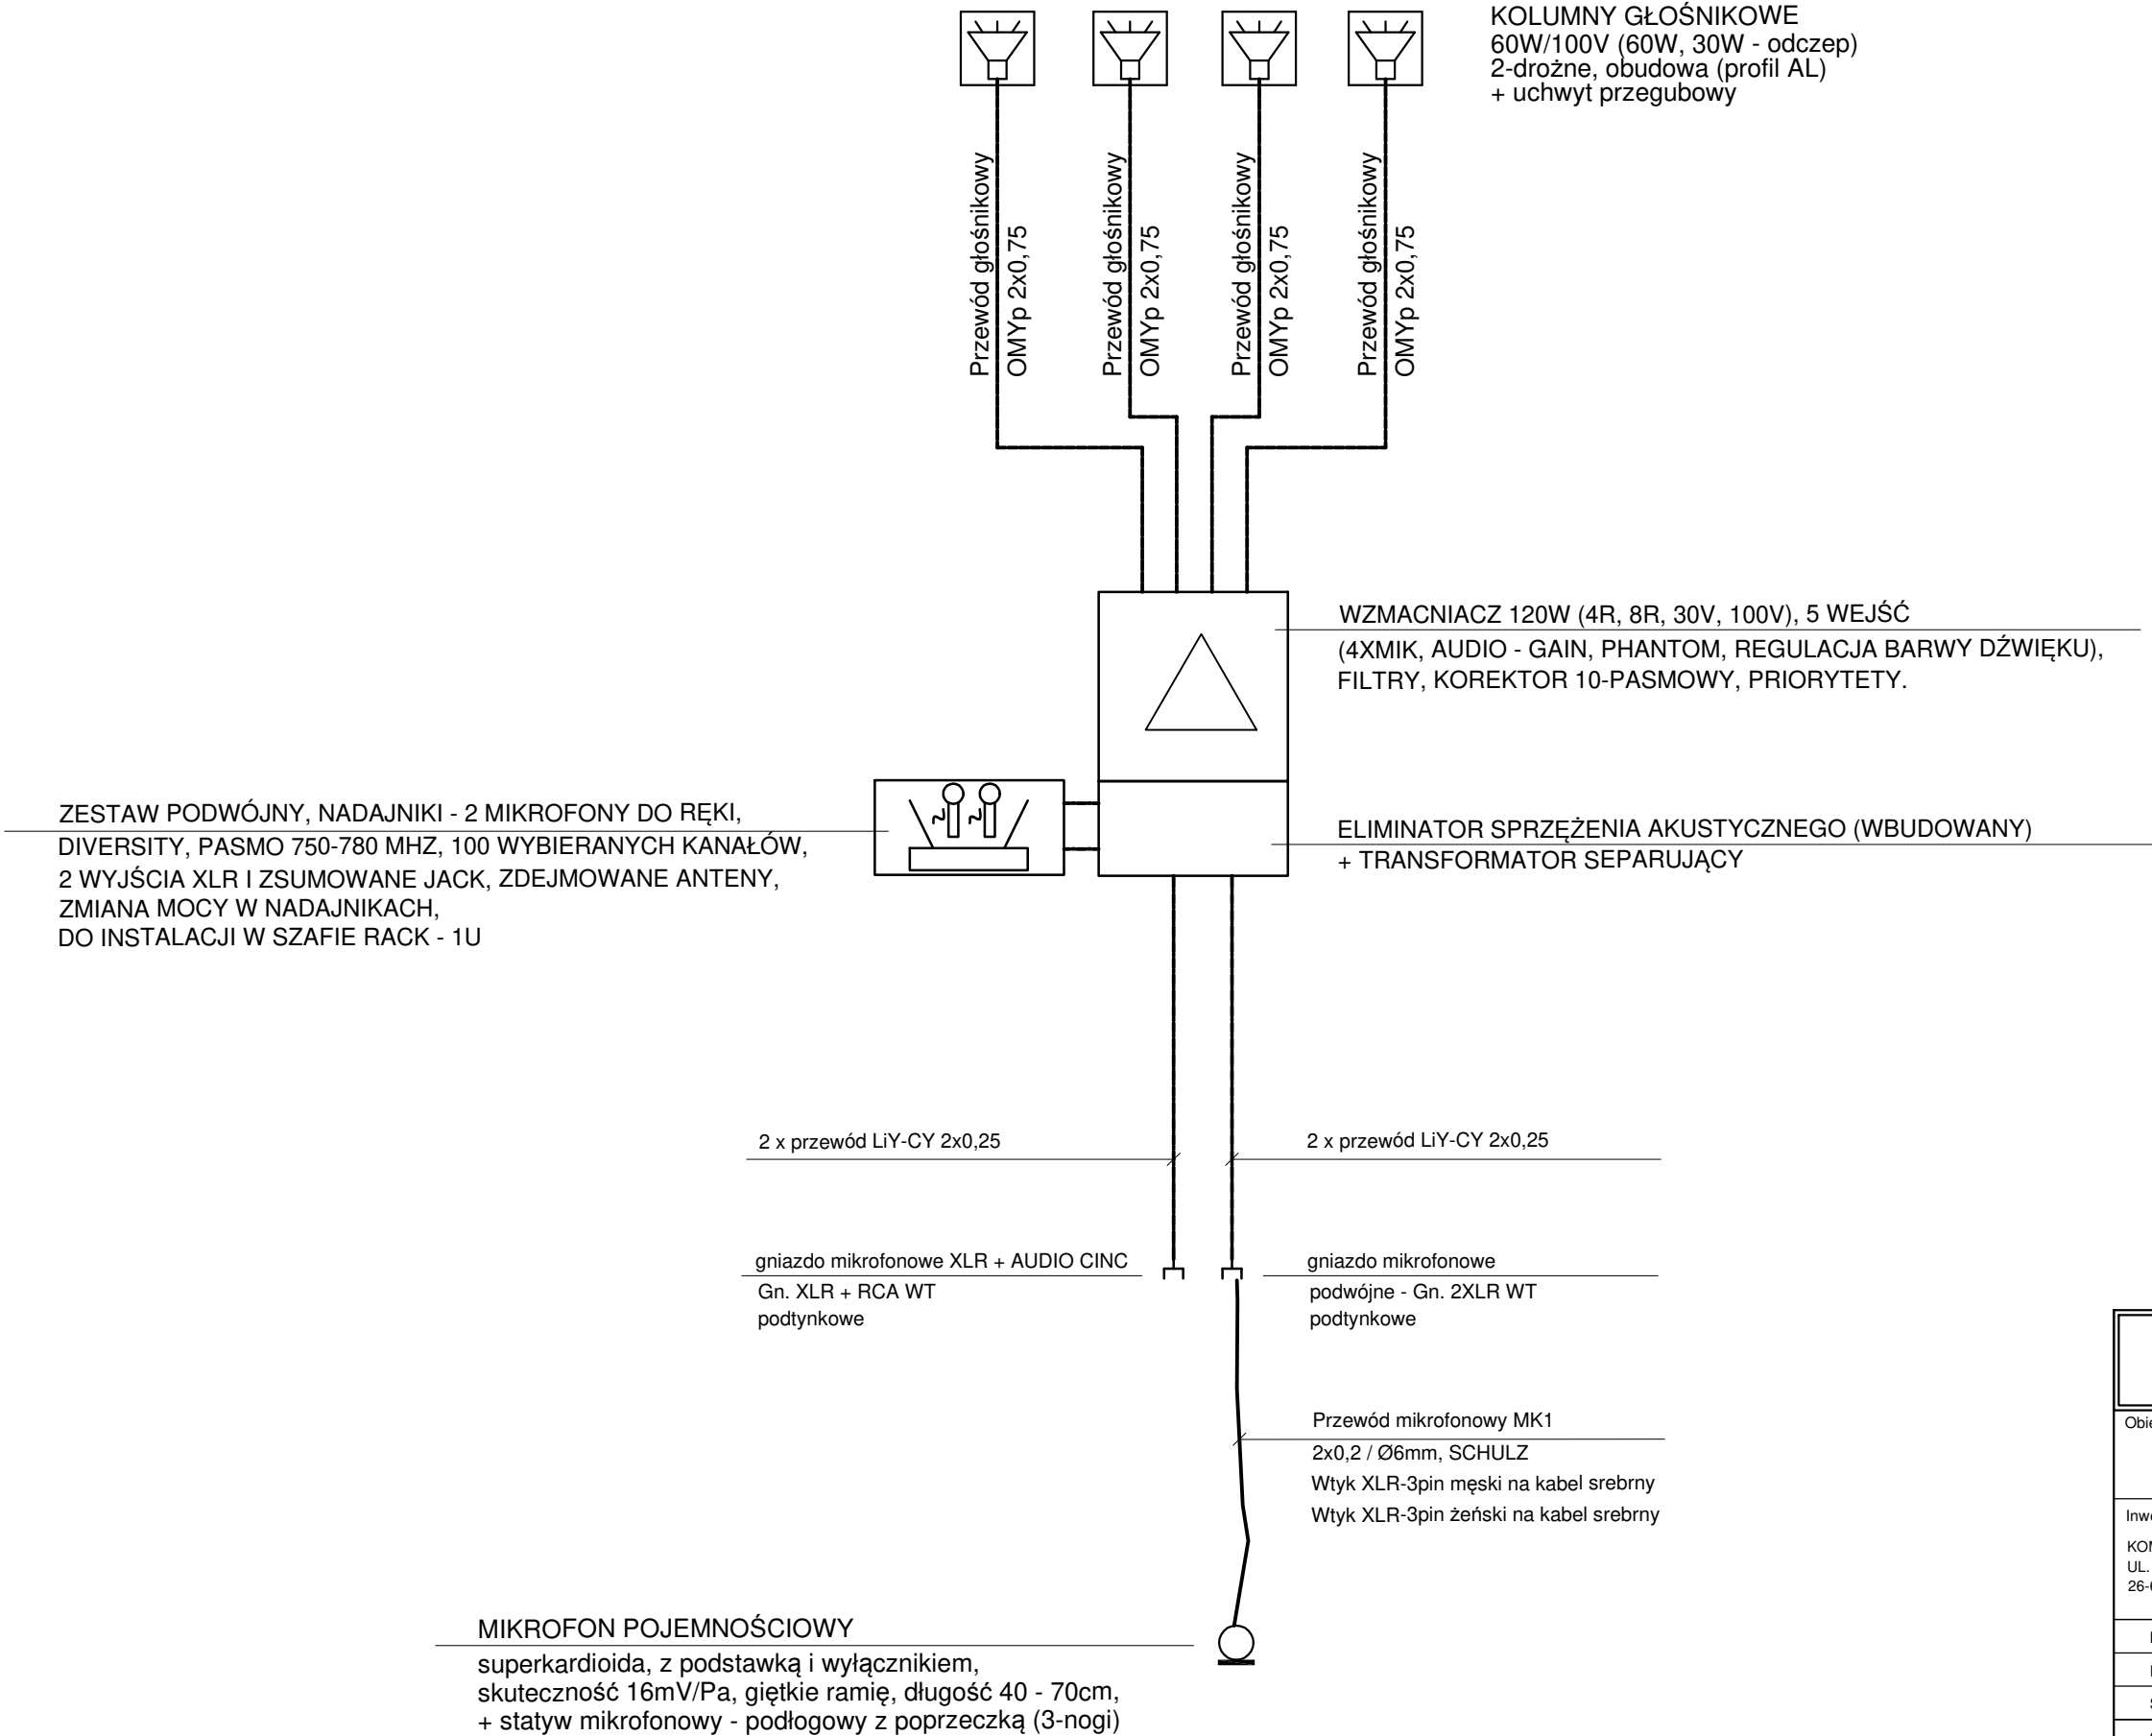 KOLUMNY GŁOŚNIKOWE
60W/100V (60W, 30W - odczep)
2-drożne, obudowa (profil AL)
+ uchwyt przegubowy
Przewód głośnikowy
OMYp 2x0,75
Przewód głośnikowy
OMYp 2x0,75
Przewód głośnikowy
OMYp 2x0,75
Przewód głośnikowy
OMYp 2x0,75
WZMACNIACZ 120W (4R, 8R, 30V, 100V), 5 WEJŚĆ
(4XMIK, AUDIO - GAIN, PHANTOM, REGULACJA BARWY DŹWIĘKU),
FILTRY, KOREKTOR 10-PASMOWY, PRIORYTETY.
ZESTAW PODWÓJNY, NADAJNIKI - 2 MIKROFONY DO RĘKI,
DIVERSITY, PASMO 750-780 MHZ, 100 WYBIERANYCH KANAŁÓW,
2 WYJŚCIA XLR I ZSUMOWANE JACK, ZDEJMOWANE ANTENY,
ZMIANA MOCY W NADAJNIKACH,
DO INSTALACJI W SZAFIE RACK - 1U
ELIMINATOR SPRZĘŻENIA AKUSTYCZNEGO (WBUDOWANY)
+ TRANSFORMATOR SEPARUJĄCY
2 x przewód LiY-CY 2x0,25
2 x przewód LiY-CY 2x0,25
gniazdo mikrofonowe XLR + AUDIO CINC
Gn. XLR + RCA WT
podtynkowe
gniazdo mikrofonowe
podwójne - Gn. 2XLR WT
podtynkowe
Przewód mikrofonowy MK1
2x0,2 / Ø6mm, SCHULZ
Wtyk XLR-3pin męski na kabel srebrny
Wtyk XLR-3pin żeński na kabel srebrny
MIKROFON POJEMNOŚCIOWY
superkardioida, z podstawką i wyłącznikiem,
skuteczność 16mV/Pa, giętkie ramię, długość 40 - 70cm,
+ statyw mikrofonowy - podłogowy z poprzeczką (3-nogi)
UL.